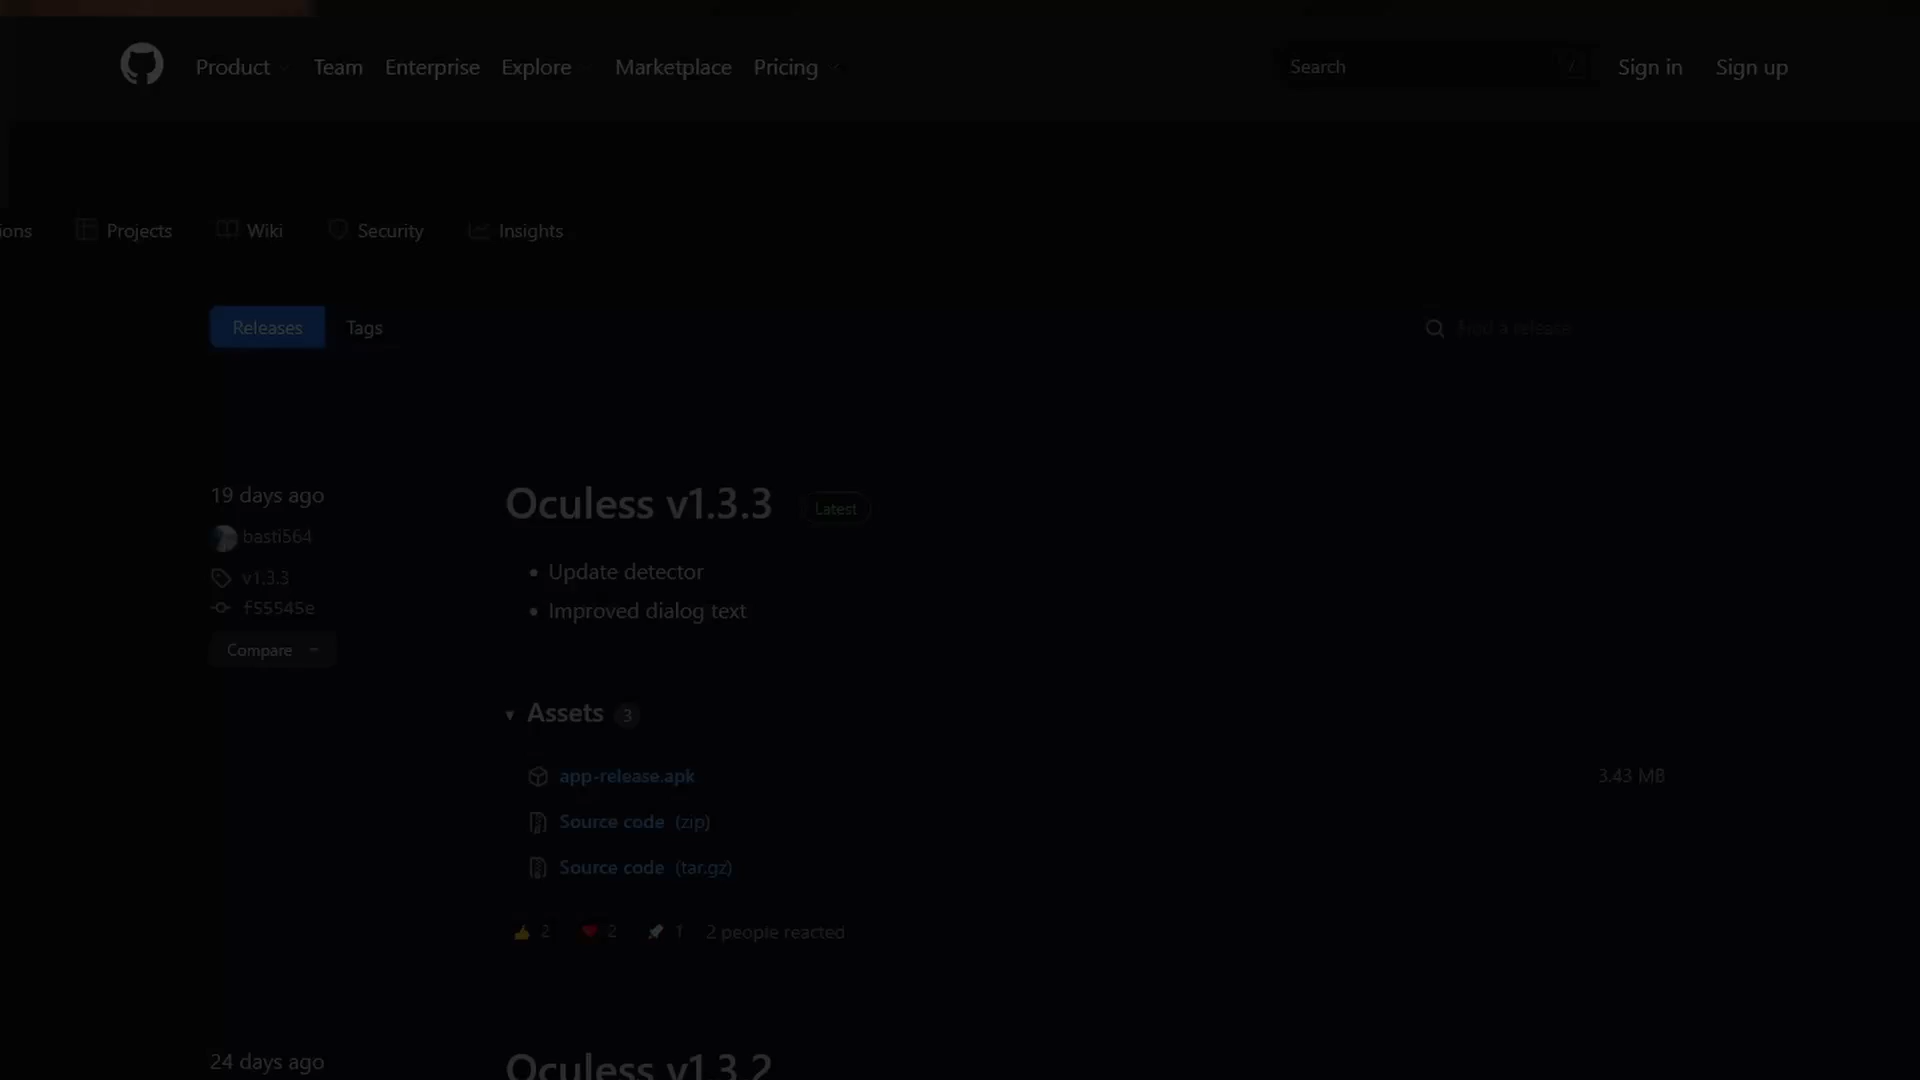 Product Team Enterprise Explore Marketplace Pricing Search / Sign in Sign up
ions Projects Wiki Security Insights
Releases Tags Find a release
19 days ago
basti564
v1.3.3
f55545e
Compare
Oculess v1.3.3 Latest
Update detector
Improved dialog text
Assets 3
app-release.apk 3.43 MB
Source code (zip)
Source code (tar.gz)
2 2 1 2 people reacted
24 days ago
Oculess v1.3.2